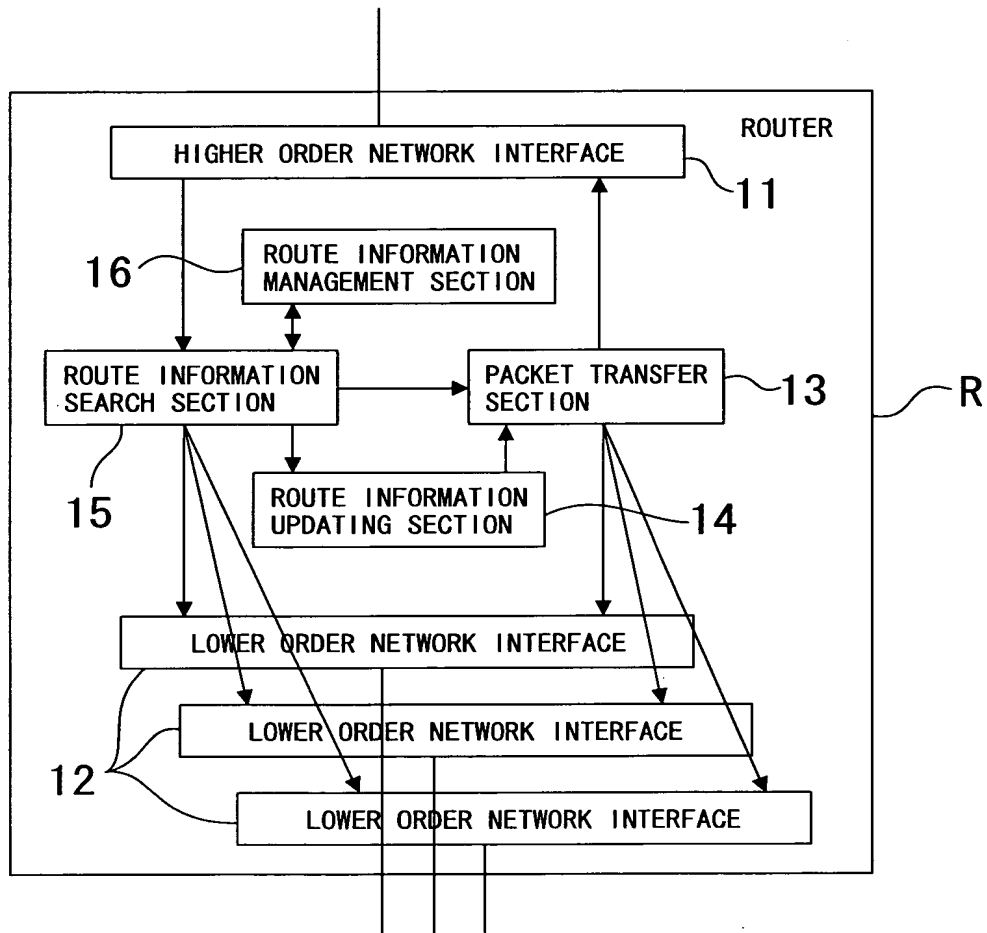 ROUTER
HIGHER ORDER NETWORK INTERFACE
11
16
ROUTE INFORMATION
MANAGEMENT SECTION
ROUTE INFORMATION
SEARCH SECTION
PACKET TRANSFER
SECTION
13
R
15
ROUTE INFORMATION
UPDATING SECTION
14
LOWER ORDER NETWORK INTERFACE
LOWER ORDER NETWORK INTERFACE
12
LOWER ORDER NETWORK INTERFACE